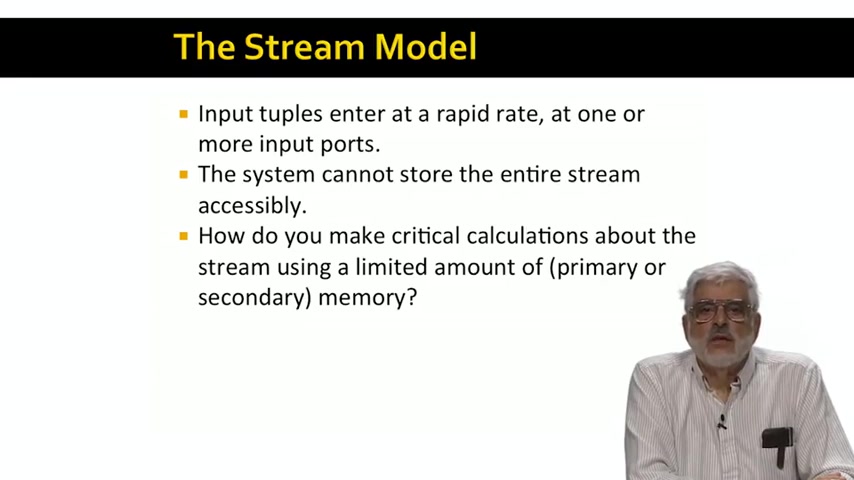 The Stream Model
Input tuples enter at a rapid rate, at one or
more input ports.
The system cannot store the entire stream
accessibly.
How do you make critical calculations about the
stream using a limited amount of (primary or
secondary) memory?